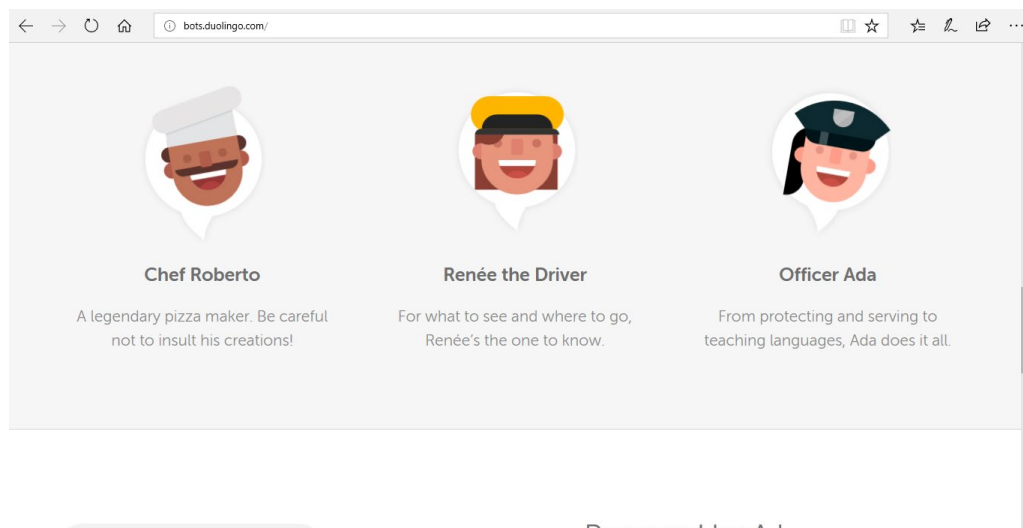 bots.duolingo.com/
Chef Roberto
A legendary pizza maker. Be careful
not to insult his creations!
Renée the Driver
For what to see and where to go,
Renée's the one to know.
Officer Ada
From protecting and serving to
teaching languages, Ada does it all.